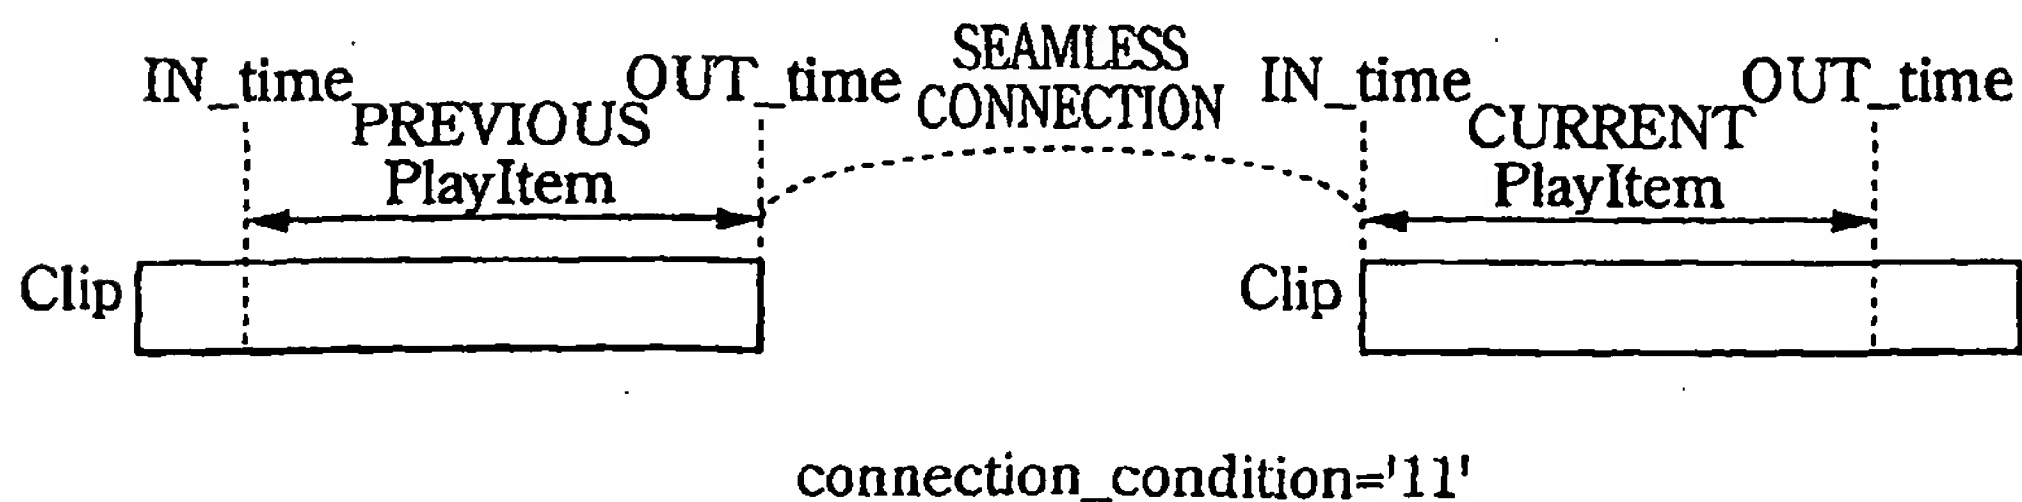 IN_time
PREVIOUS
PlayItem
OUT_time
SEAMLESS
CONNECTION
IN_time
CURRENT
PlayItem
OUT_time
Clip
Clip
connection_condition='11'